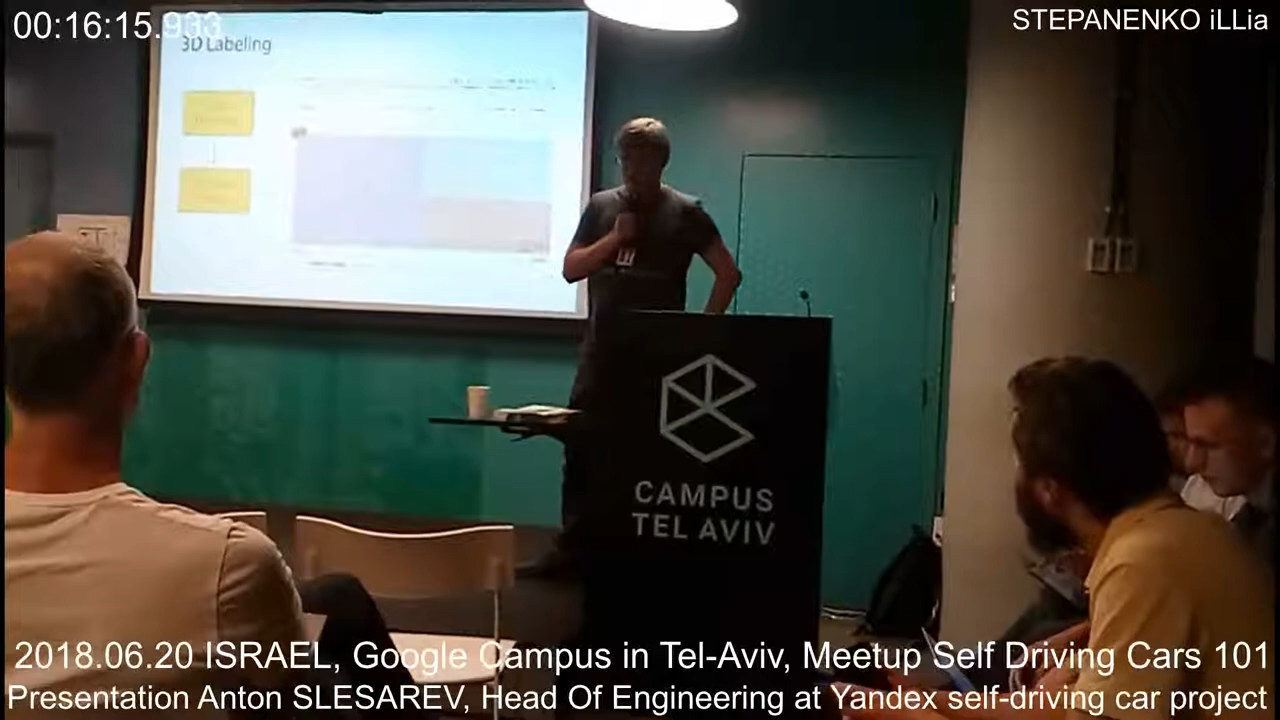 00:16:15.933
STEPANENKO iLLia
3D Labeling
CAMPUS
TEL AVIV
2018.06.20 ISRAEL, Google Campus in Tel-Aviv, Meetup Self Driving Cars 101
Presentation Anton SLESAREV, Head Of Engineering at Yandex self-driving car project